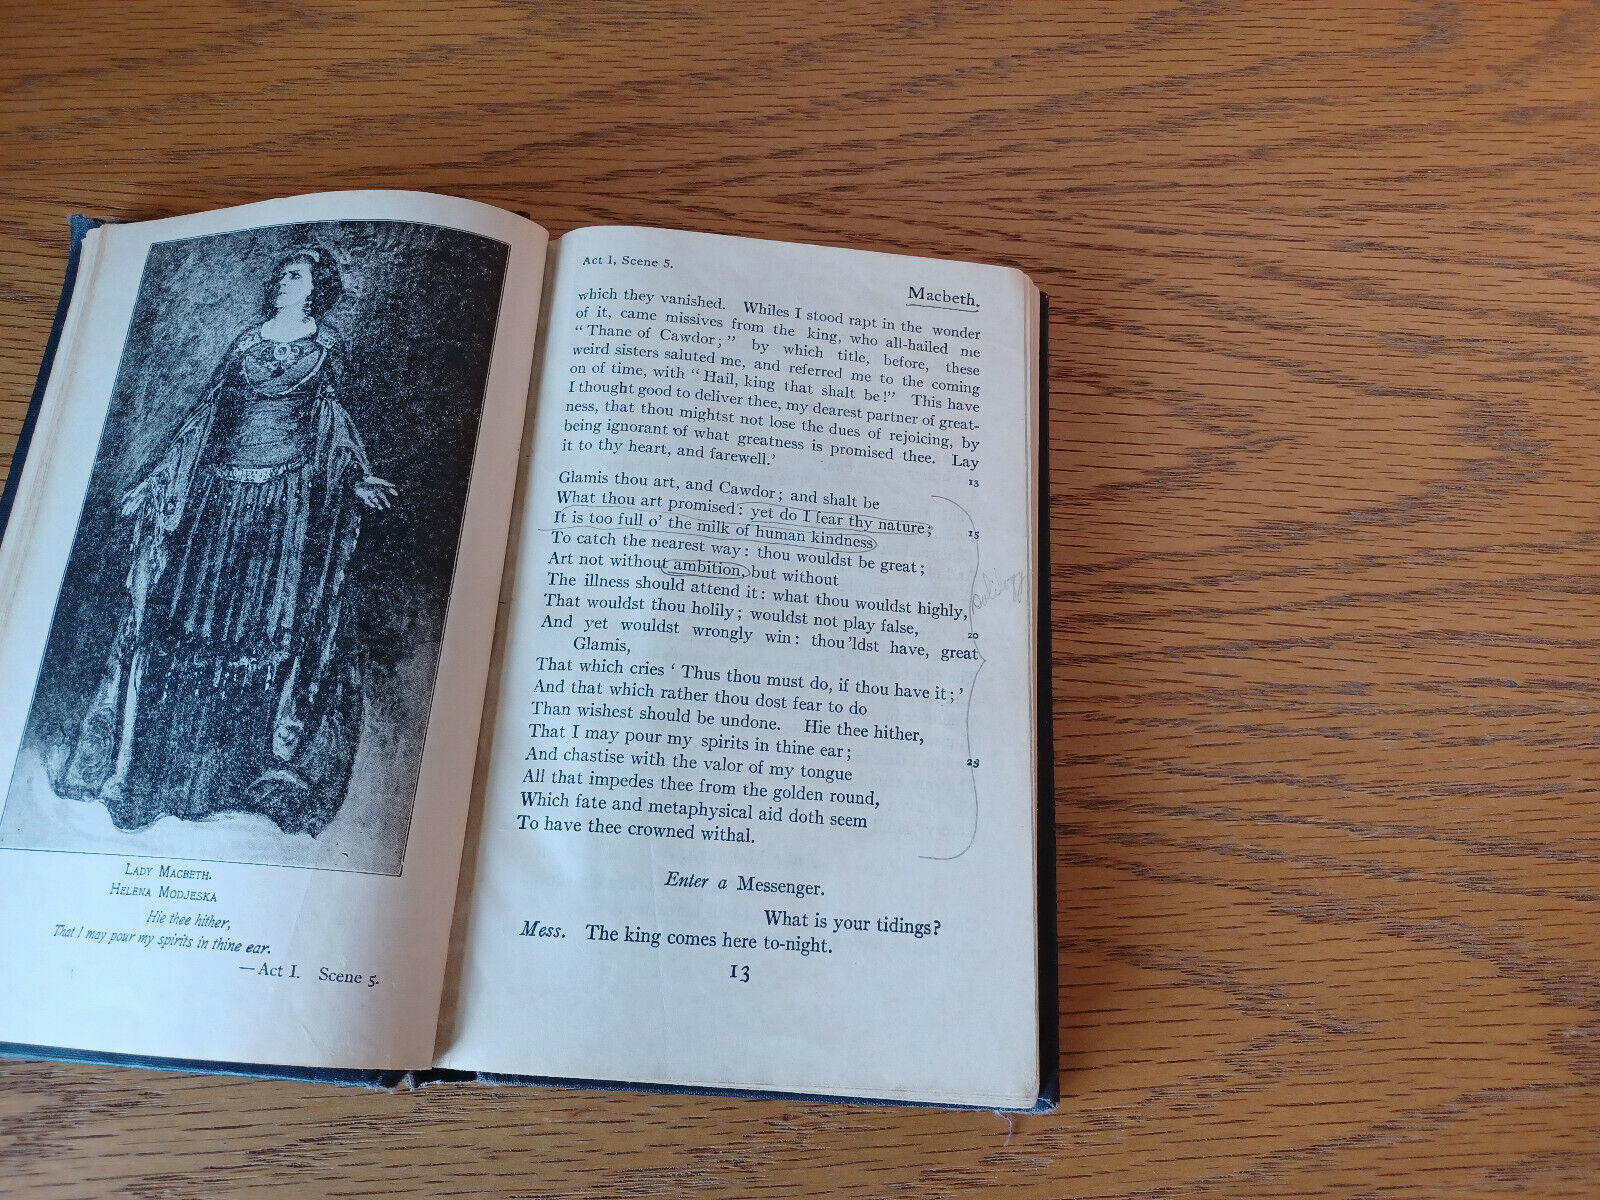 LADY MACBETH.
HELENA MODJESKA
Hie thee hither,
That I may pour my spirits in thine ear.
—Act I. Scene 5.
Act I, Scene 5.
Macbeth.
which they vanished. Whiles I stood rapt in the wonder
of it, came missives from the king, who all-hailed me
“Thane of Cawdor;” by which title, before, these
weird sisters saluted me, and referred me to the coming
on of time, with “Hail, king that shalt be!” This have
I thought good to deliver thee, my dearest partner of great-
ness, that thou mightst not lose the dues of rejoicing, by
being ignorant of what greatness is promised thee. Lay
it to thy heart, and farewell.’
13
Glamis thou art, and Cawdor; and shalt be
What thou art promised: yet do I fear thy nature; 15
It is too full o’ the milk of human kindness
To catch the nearest way: thou wouldst be great;
Art not without ambition, but without
The illness should attend it: what thou wouldst highly,
That wouldst thou holily; wouldst not play false, 20
And yet wouldst wrongly win: thou’ldst have, great
Glamis,
That which cries ‘Thus thou must do, if thou have it;’
And that which rather thou dost fear to do
Than wishest should be undone. Hie thee hither,
That I may pour my spirits in thine ear; 25
And chastise with the valor of my tongue
All that impedes thee from the golden round,
Which fate and metaphysical aid doth seem
To have thee crowned withal.
Enter a Messenger.
What is your tidings?
Mess. The king comes here to-night.
13